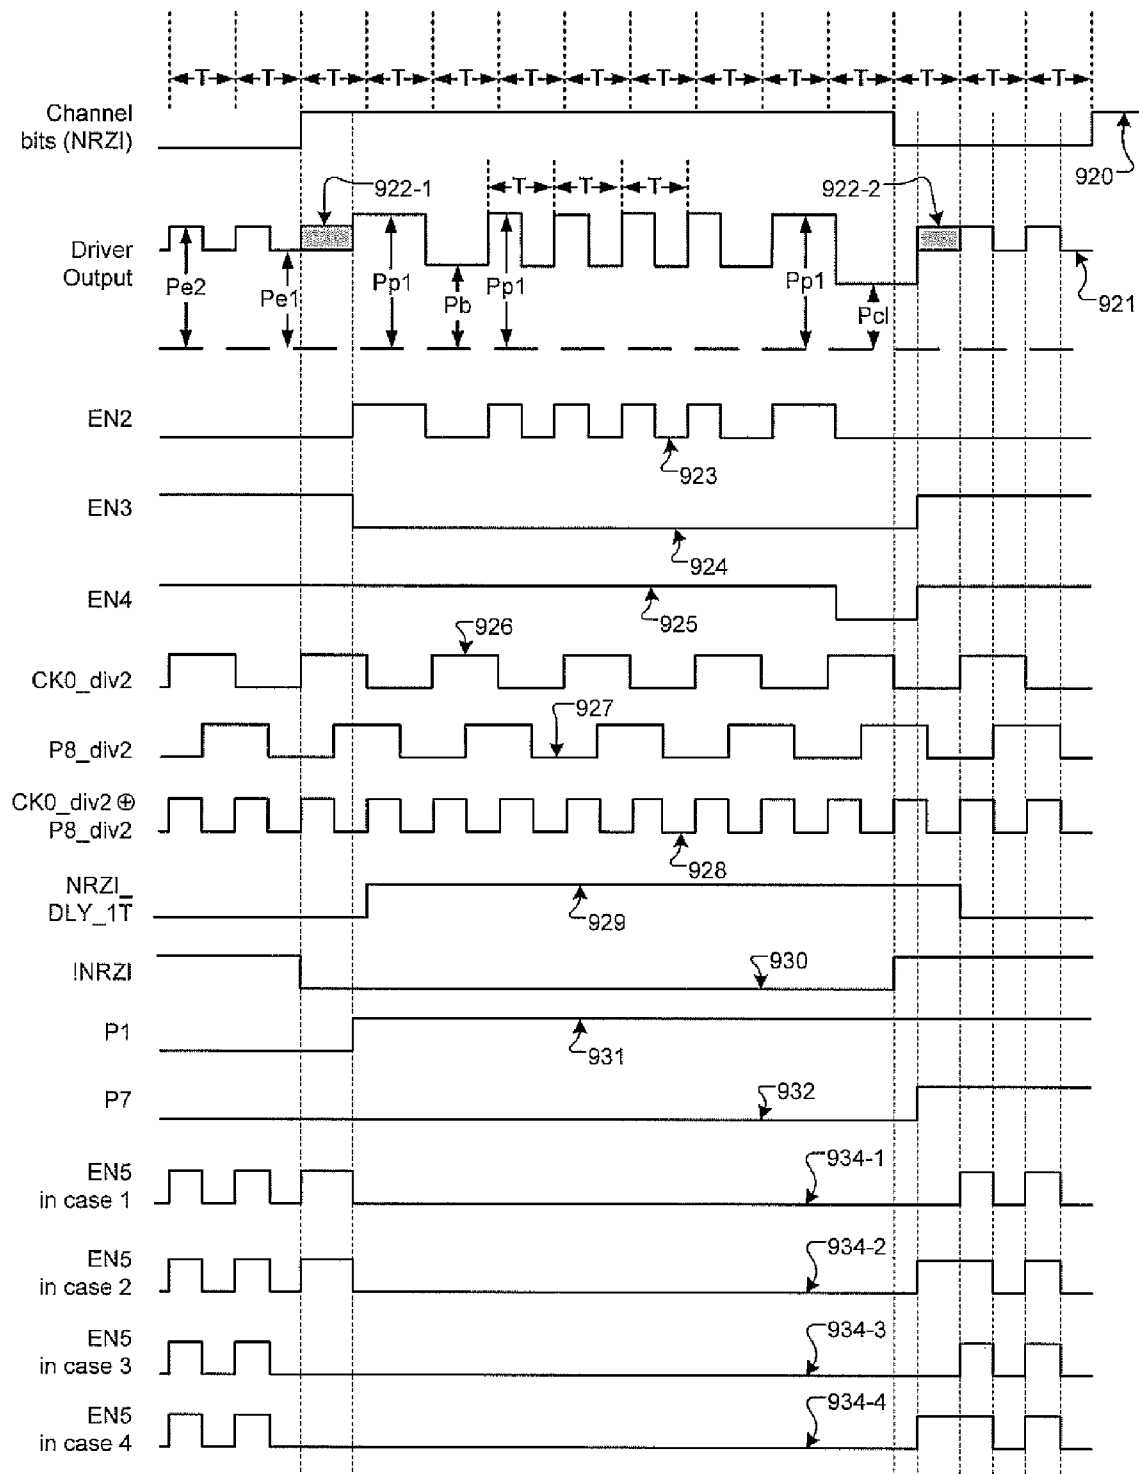 T T T T T T T T T T T T T T
Channel
bits (NRZI)
920
922-1
T T T
922-2
Driver
Output
Pe2
Pe1
Pp1
Pb
Pp1
Pp1
Pcl
921
EN2
923
EN3
924
EN4
925
926
CK0_div2
927
P8_div2
CK0_div2 ⊕
P8_div2
928
NRZI_
DLY_1T
929
!NRZI
930
P1
931
P7
932
EN5
in case 1
934-1
EN5
in case 2
934-2
EN5
in case 3
934-3
EN5
in case 4
934-4